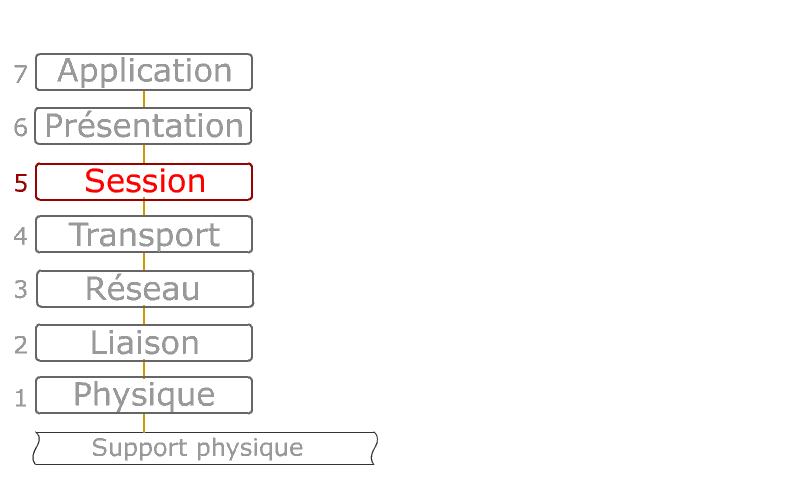 7 Application
6 Présentation
5 Session
4 Transport
3 Réseau
2 Liaison
1 Physique
Support physique